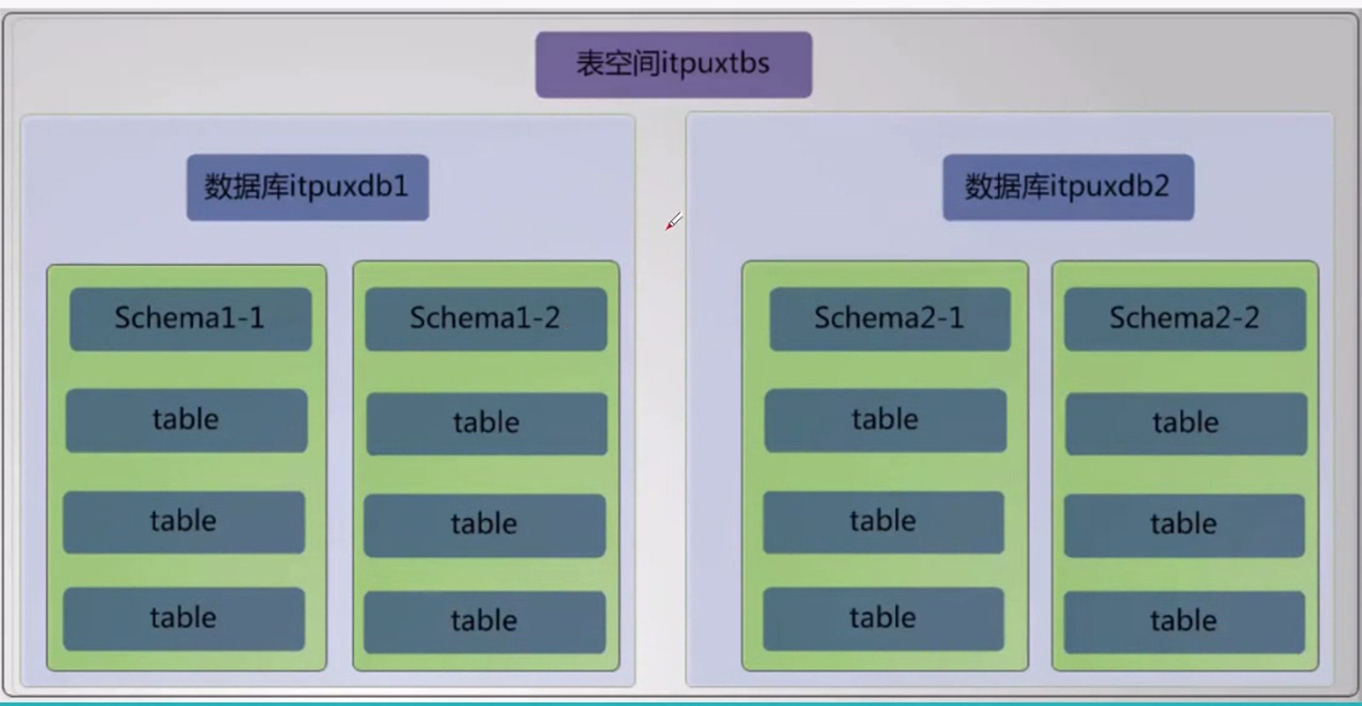 表空间itpuxtbs
数据库itpuxdb1
数据库itpuxdb2
Schema1-1
Schema1-2
Schema2-1
Schema2-2
table
table
table
table
table
table
table
table
table
table
table
table